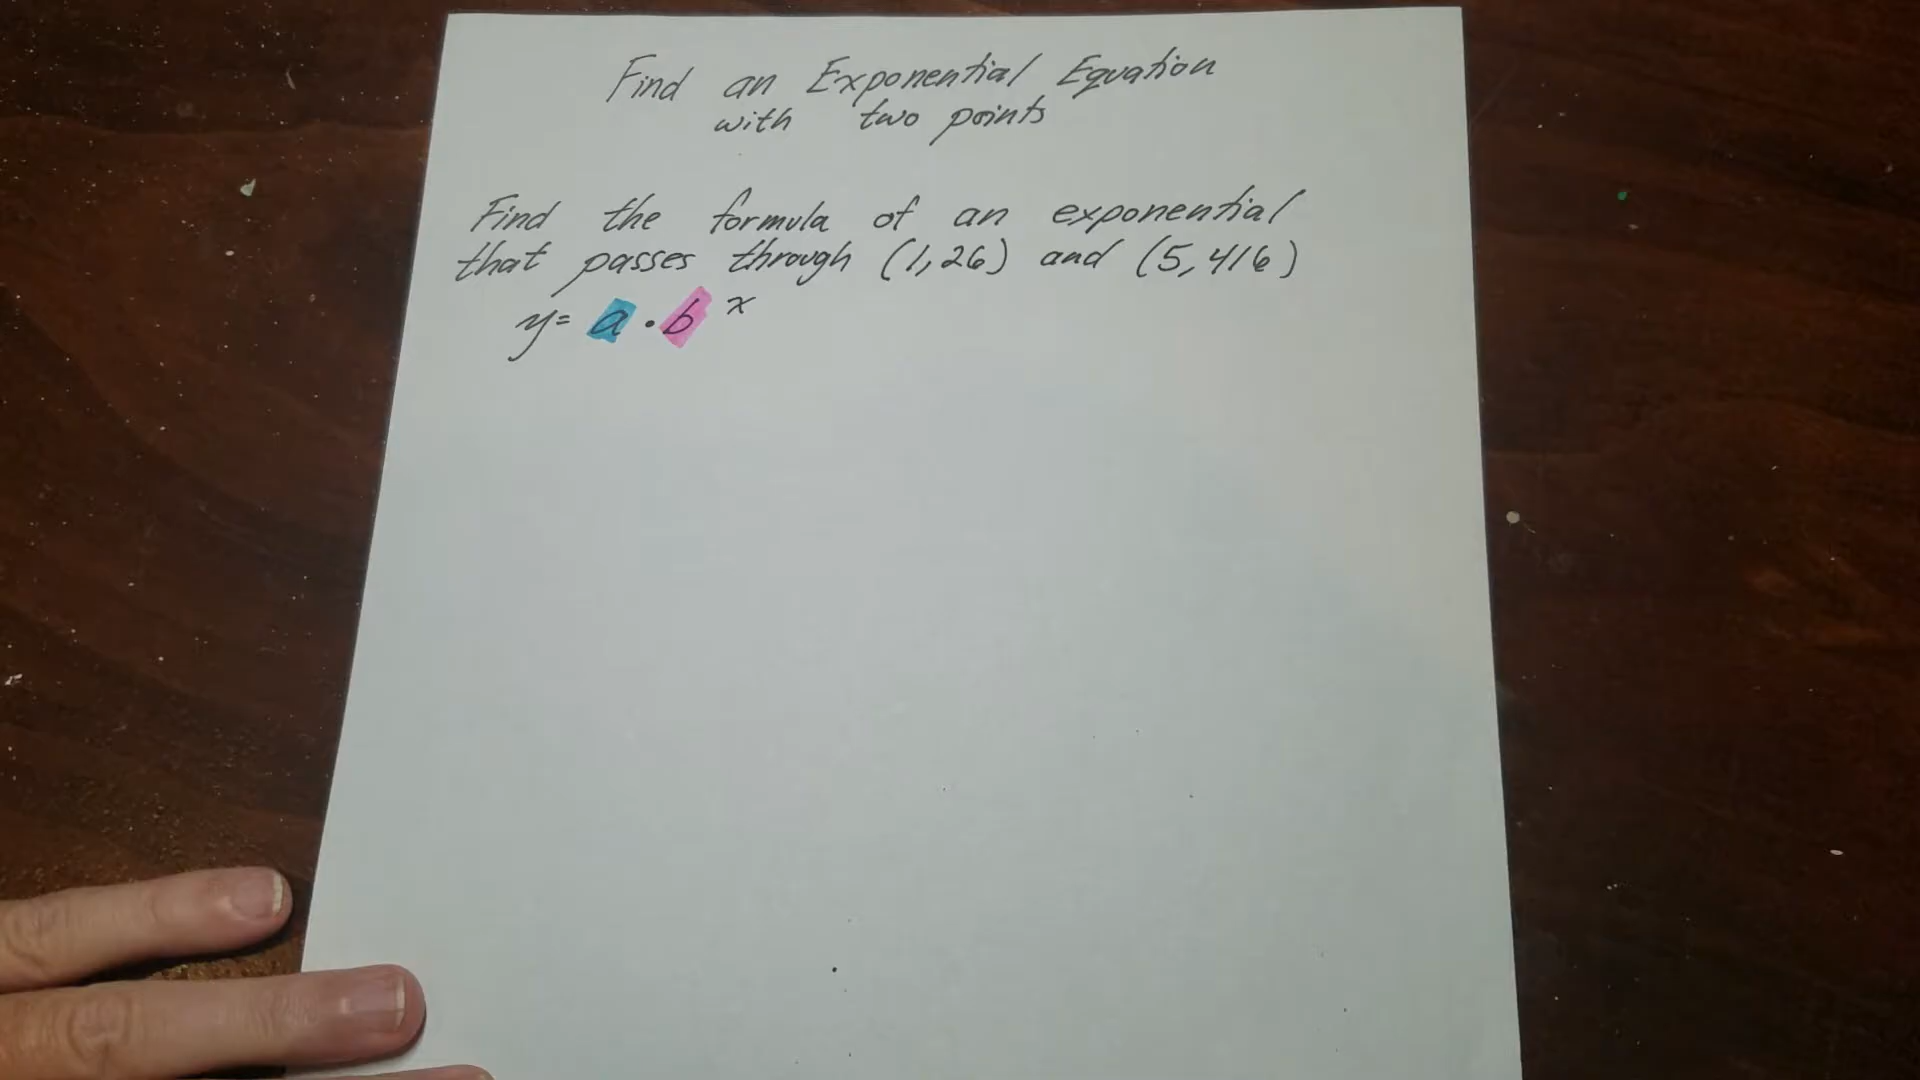 Find an Exponential Equation
with two points
Find the formula of an exponential
that passes through (1,26) and (5,416)
y= a · b^x